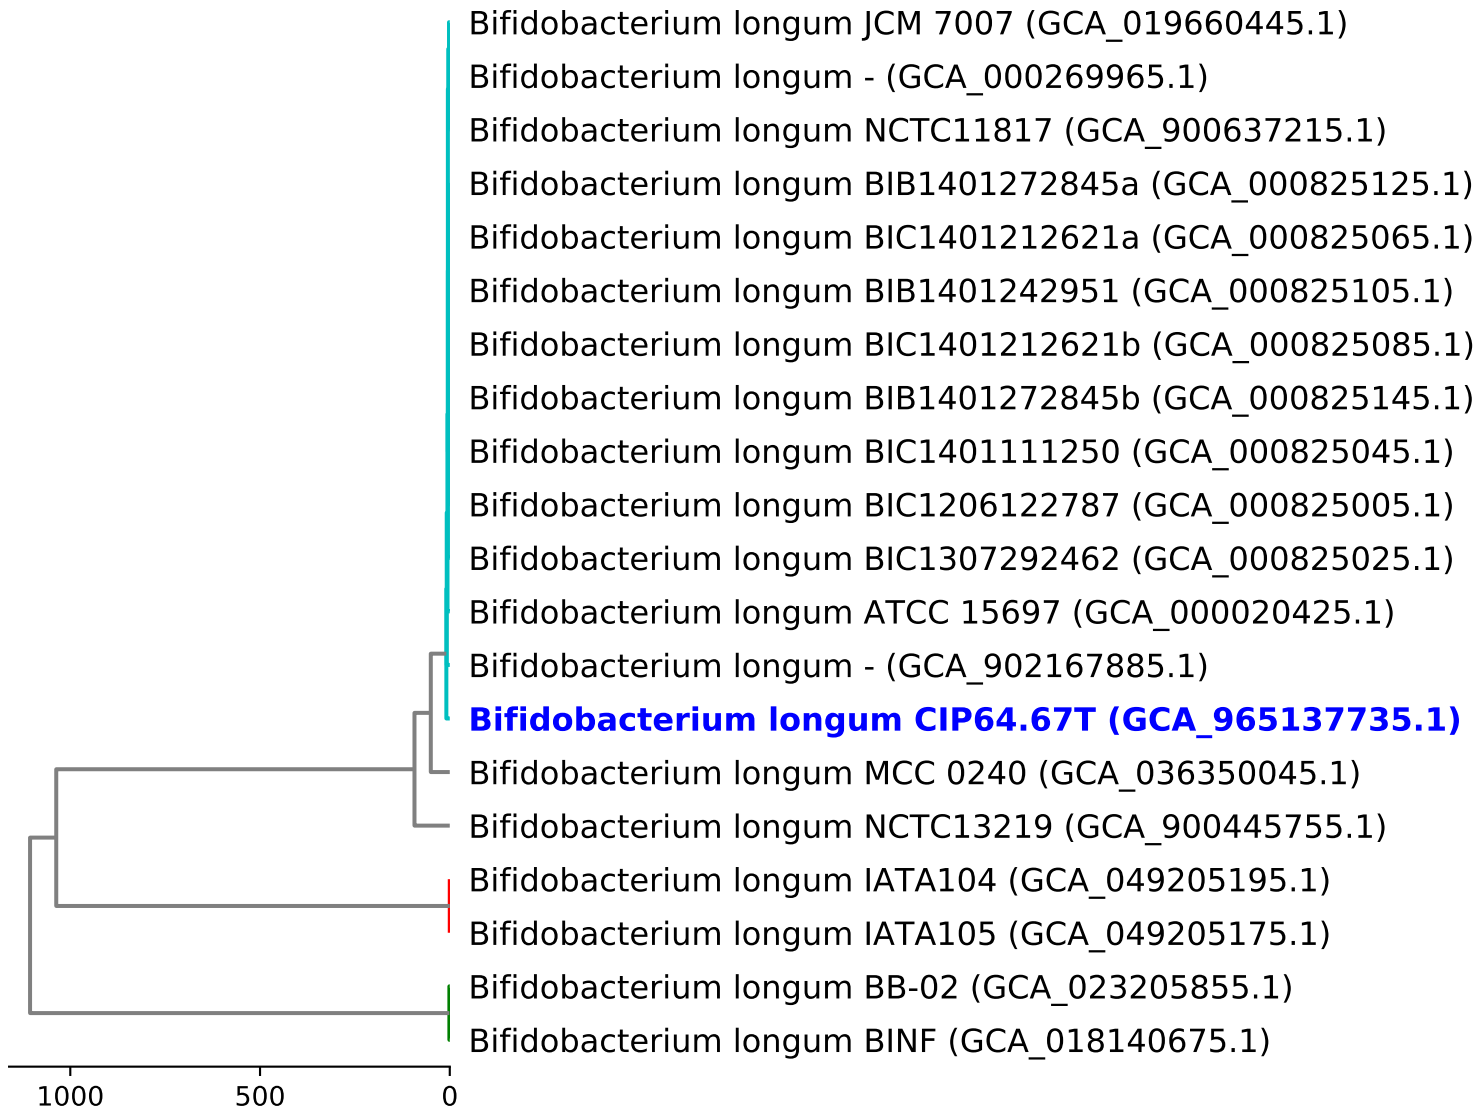 Bifidobacterium longum JCM 7007 (GCA_019660445.1)
Bifidobacterium longum - (GCA_000269965.1)
Bifidobacterium longum NCTC11817 (GCA_900637215.1)
Bifidobacterium longum BIB1401272845a (GCA_000825125.1)
Bifidobacterium longum BIC1401212621a (GCA_000825065.1)
Bifidobacterium longum BIB1401242951 (GCA_000825105.1)
Bifidobacterium longum BIC1401212621b (GCA_000825085.1)
Bifidobacterium longum BIB1401272845b (GCA_000825145.1)
Bifidobacterium longum BIC1401111250 (GCA_000825045.1)
Bifidobacterium longum BIC1206122787 (GCA_000825005.1)
Bifidobacterium longum BIC1307292462 (GCA_000825025.1)
Bifidobacterium longum ATCC 15697 (GCA_000020425.1)
Bifidobacterium longum - (GCA_902167885.1)
Bifidobacterium longum CIP64.67T (GCA_965137735.1)
Bifidobacterium longum MCC 0240 (GCA_036350045.1)
Bifidobacterium longum NCTC13219 (GCA_900445755.1)
Bifidobacterium longum IATA104 (GCA_049205195.1)
Bifidobacterium longum IATA105 (GCA_049205175.1)
Bifidobacterium longum BB-02 (GCA_023205855.1)
Bifidobacterium longum BINF (GCA_018140675.1)
1000 500 0